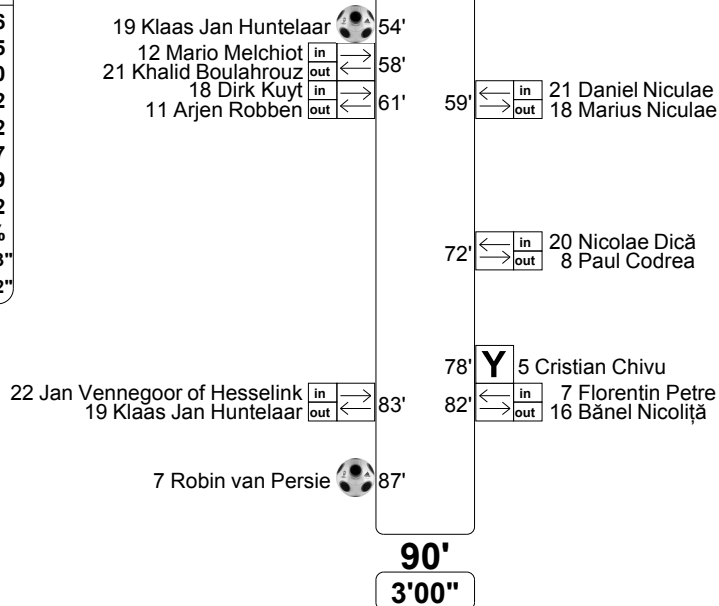 19 Klaas Jan Huntelaar 54'
12 Mario Melchiot in
21 Khalid Boulahrouz out 58'
18 Dirk Kuyt in
11 Arjen Robben out 61'
59' in 21 Daniel Niculae
out 18 Marius Niculae
72' in 20 Nicolae Dică
out 8 Paul Codrea
78' Y 5 Cristian Chivu
22 Jan Vennegoor of Hesselink in
19 Klaas Jan Huntelaar out 83'
82' in 7 Florentin Petre
out 16 Bănel Nicoliță
7 Robin van Persie 87'
90'
3'00"